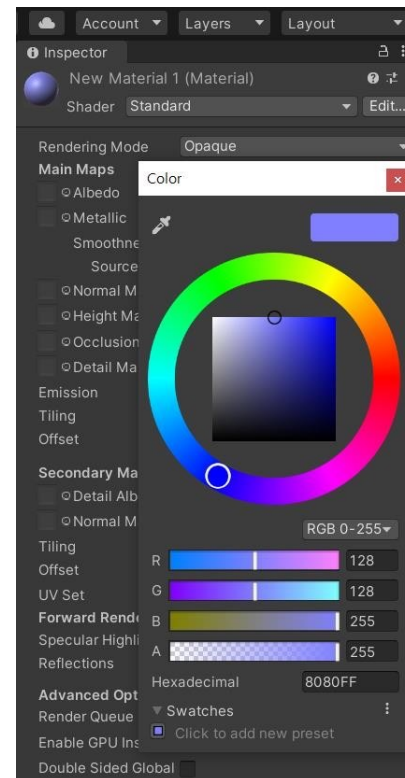 Account Layers Layout
Inspector
New Material 1 (Material)
Shader Standard Edit...
Rendering Mode Opaque
Main Maps
Color
Albedo
Metallic
Smoothne
Source
Normal M
Height Ma
Occlusion
Detail Ma
Emission
Tiling
Offset
Secondary Ma
Detail Alb
Normal M
RGB 0-255
Tiling
R 128
Offset
G 128
UV Set
B 255
Forward Rende
Specular Highli
A 255
Reflections
Hexadecimal 8080FF
Advanced Opt
Swatches
Render Queue
Click to add new preset
Enable GPU Ins
Double Sided Global